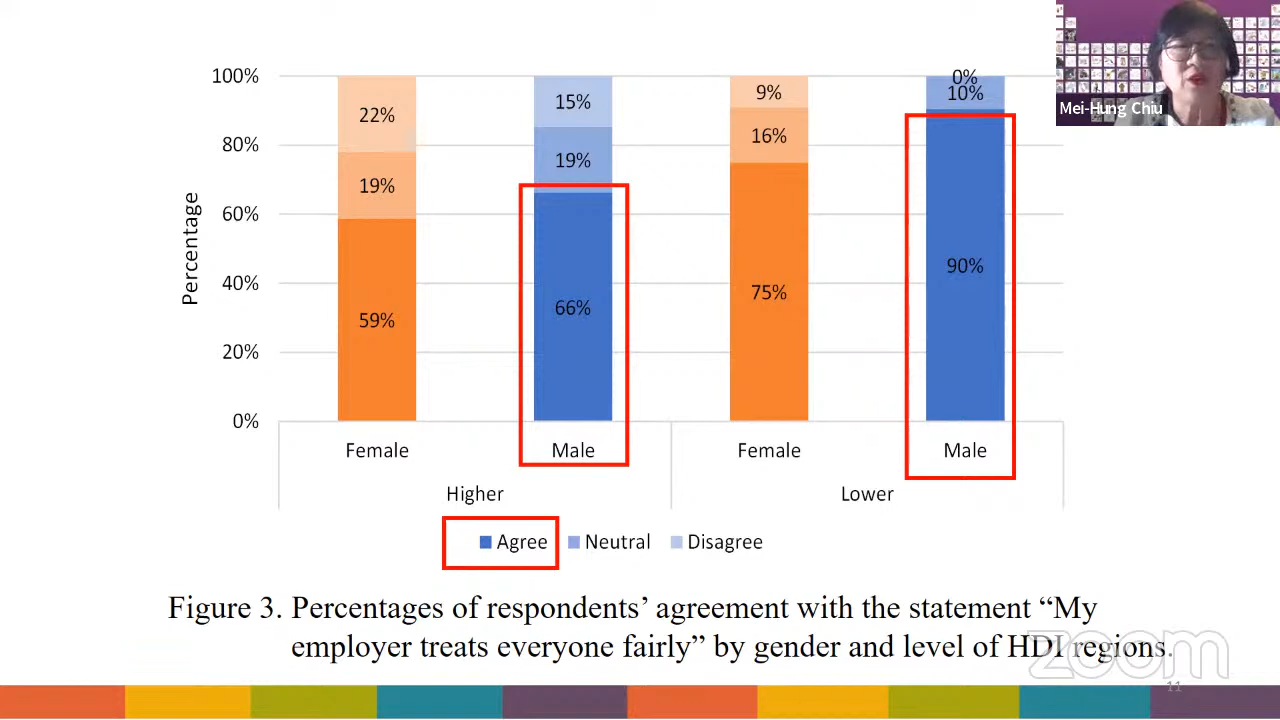 Mei-Hung Chiu
Percentage
100%
80%
60%
40%
20%
0%
22%
19%
59%
15%
19%
66%
9%
16%
75%
0%
10%
90%
Female
Male
Female
Male
Higher
Lower
Agree
Neutral
Disagree
Figure 3. Percentages of respondents’ agreement with the statement “My
employer treats everyone fairly” by gender and level of HDI regions.
zoom
11